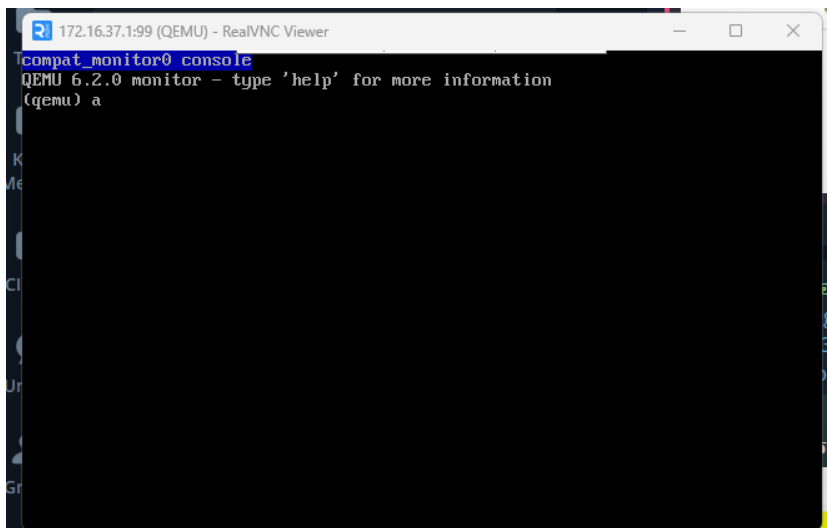 172.16.37.1:99 (QEMU) - RealVNC Viewer
compat_monitor0 console
QEMU 6.2.0 monitor - type 'help' for more information
(qemu) a